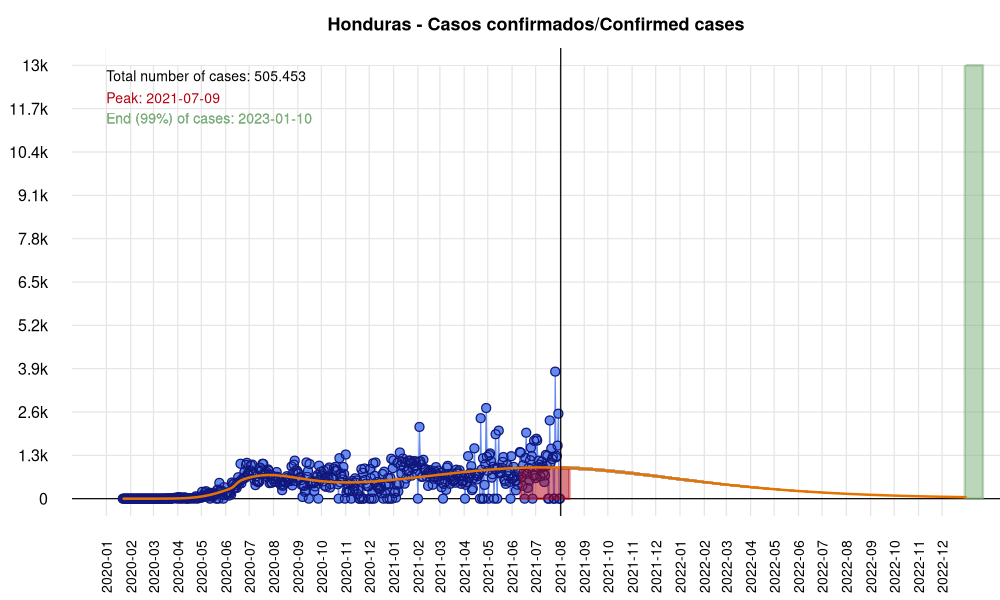 Honduras - Casos confirmados/Confirmed cases
Total number of cases: 505.453
Peak: 2021-07-09
End (99%) of cases: 2023-01-10
13k
11.7k
10.4k
9.1k
7.8k
6.5k
5.2k
3.9k
2.6k
1.3k
0
2020-01
2020-02
2020-03
2020-04
2020-05
2020-06
2020-07
2020-08
2020-09
2020-10
2020-11
2020-12
2021-01
2021-02
2021-03
2021-04
2021-05
2021-06
2021-07
2021-08
2021-09
2021-10
2021-11
2021-12
2022-01
2022-02
2022-03
2022-04
2022-05
2022-06
2022-07
2022-08
2022-09
2022-10
2022-11
2022-12